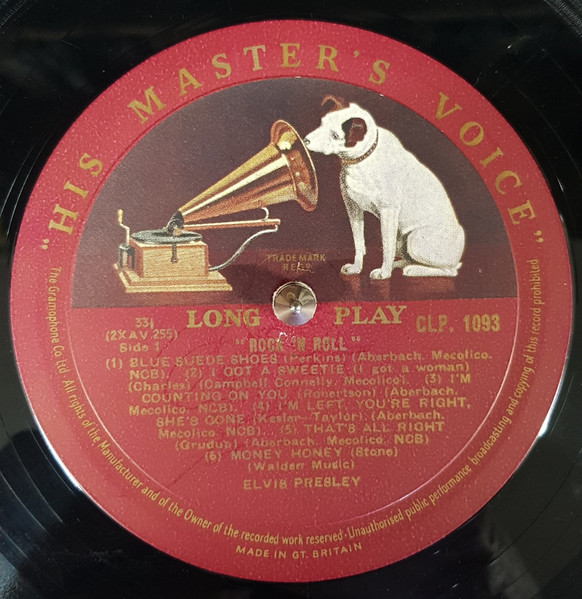 "HIS MASTER'S VOICE"
TRADE MARK
REGD
LONG PLAY
33⅓
(2XAV 255)
Side 1
CLP. 1093
"ROCK 'N ROLL"
(1) BLUE SUEDE SHOES (Perkins) (Aberbach. Mecolico.
NCB). (2) I GOT A SWEETIE (I got a woman)
(Charles) (Campbell Connelly, Mecolico). (3) I'M
COUNTING ON YOU (Robertson) (Aberbach.
Mecolico. NCB). (4) I'M LEFT, YOU'RE RIGHT,
SHE'S GONE (Kesler-Taylor). (Aberbach.
Mecolico. NCB). (5) THAT'S ALL RIGHT
(Crudup) (Aberbach. Mecolico. NCB)
(6) MONEY HONEY (Stone)
(Walden Music)
ELVIS PRESLEY
The Gramophone Co Ltd · All rights of the Manufacturer and of the Owner of the recorded work reserved · Unauthorised public performance broadcasting and copying of this record prohibited
MADE IN GT. BRITAIN